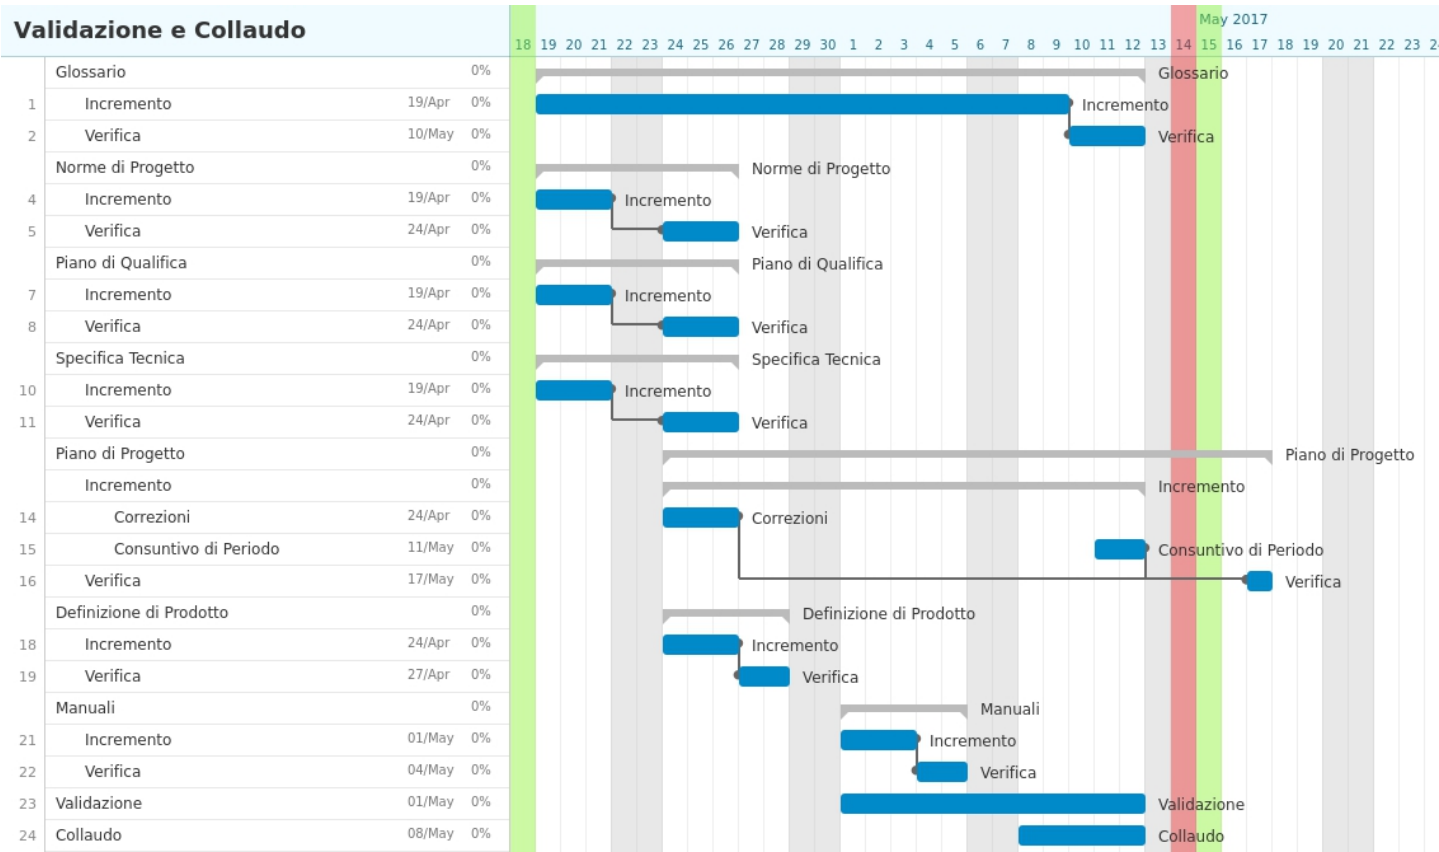 Validazione e Collaudo
May 2017
18 19 20 21 22 23 24 25 26 27 28 29 30 1 2 3 4 5 6 7 8 9 10 11 12 13 14 15 16 17 18 19 20 21 22 23
Glossario 0% Glossario
1 Incremento 19/Apr 0% Incremento
2 Verifica 10/May 0% Verifica
Norme di Progetto 0% Norme di Progetto
4 Incremento 19/Apr 0% Incremento
5 Verifica 24/Apr 0% Verifica
Piano di Qualifica 0% Piano di Qualifica
7 Incremento 19/Apr 0% Incremento
8 Verifica 24/Apr 0% Verifica
Specifica Tecnica 0% Specifica Tecnica
10 Incremento 19/Apr 0% Incremento
11 Verifica 24/Apr 0% Verifica
Piano di Progetto 0% Piano di Progetto
Incremento 0% Incremento
14 Correzioni 24/Apr 0% Correzioni
15 Consuntivo di Periodo 11/May 0% Consuntivo di Periodo
16 Verifica 17/May 0% Verifica
Definizione di Prodotto 0% Definizione di Prodotto
18 Incremento 24/Apr 0% Incremento
19 Verifica 27/Apr 0% Verifica
Manuali 0% Manuali
21 Incremento 01/May 0% Incremento
22 Verifica 04/May 0% Verifica
23 Validazione 01/May 0% Validazione
24 Collaudo 08/May 0% Collaudo